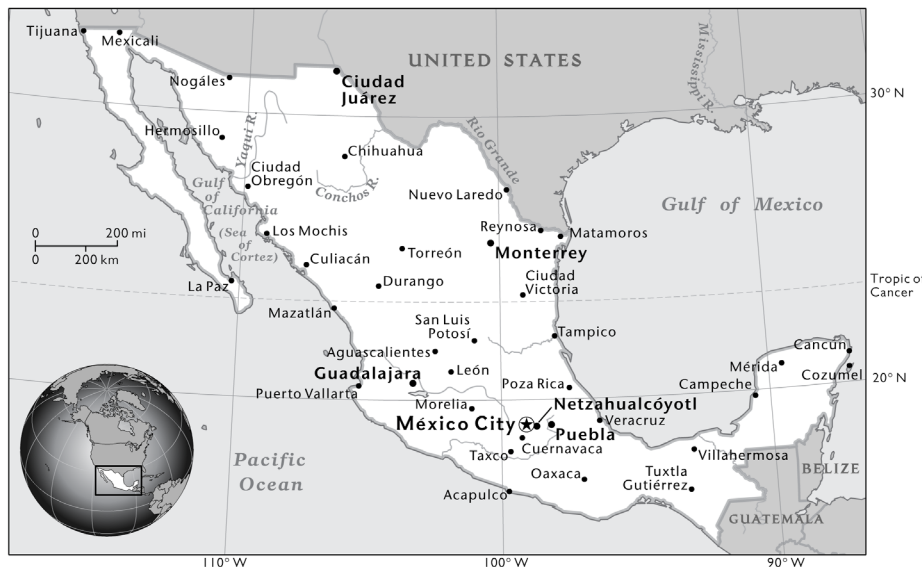 Tijuana
Mexicali
UNITED STATES
Mississippi R.
Nogáles
Ciudad
Juárez
30° N
Hermosillo
Yaqui R.
Chihuahua
Rio Grande
Ciudad
Obregón
Conchos R.
Nuevo Laredo
Gulf
of
California
(Sea
of
Cortez)
Gulf of Mexico
0 200 mi
0 200 km
Los Mochis
Reynosa
Matamoros
Monterrey
Culiacán
Torreón
La Paz
Durango
Ciudad
Victoria
Tropic o
Cancer
Mazatlán
San Luis
Potosí
Tampico
Cancun
Aguascalientes
Mérida
Cozumel
Guadalajara
León
Poza Rica
Campeche
20° N
Puerto Vallarta
Morelia
Netzahualcóyotl
México City
Veracruz
Puebla
Pacific
Ocean
Taxco
Cuernavaca
Villahermosa
Oaxaca
Tuxtla
Gutiérrez
BELIZE
Acapulco
GUATEMALA
110° W
100° W
90° W